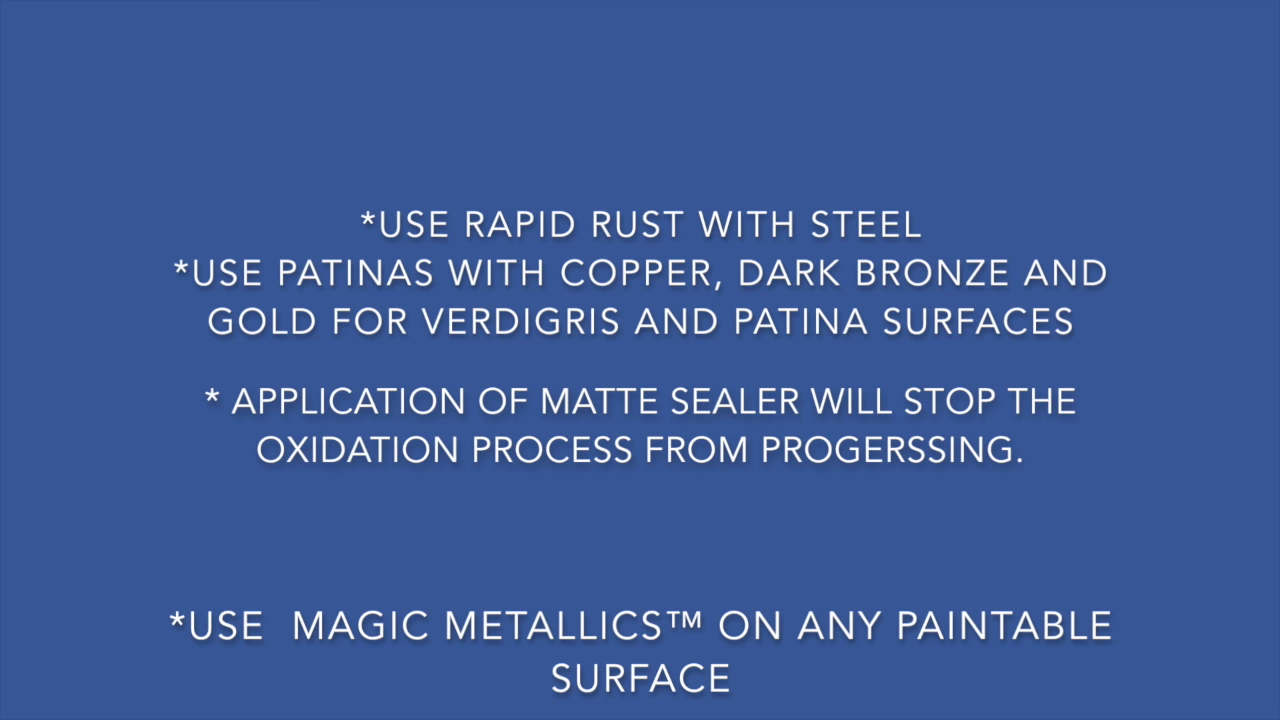 *USE RAPID RUST WITH STEEL
*USE PATINAS WITH COPPER, DARK BRONZE AND
GOLD FOR VERDIGRIS AND PATINA SURFACES
* APPLICATION OF MATTE SEALER WILL STOP THE
OXIDATION PROCESS FROM PROGERSSING.
*USE  MAGIC METALLICS™ ON ANY PAINTABLE
SURFACE